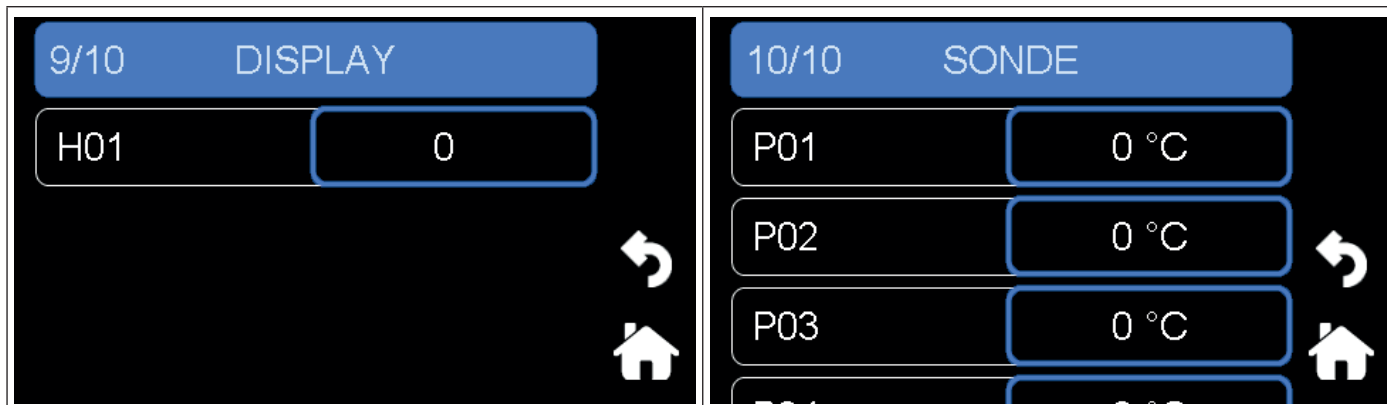 9/10 DISPLAY
H01 0
10/10 SONDE
P01 0 °C
P02 0 °C
P03 0 °C